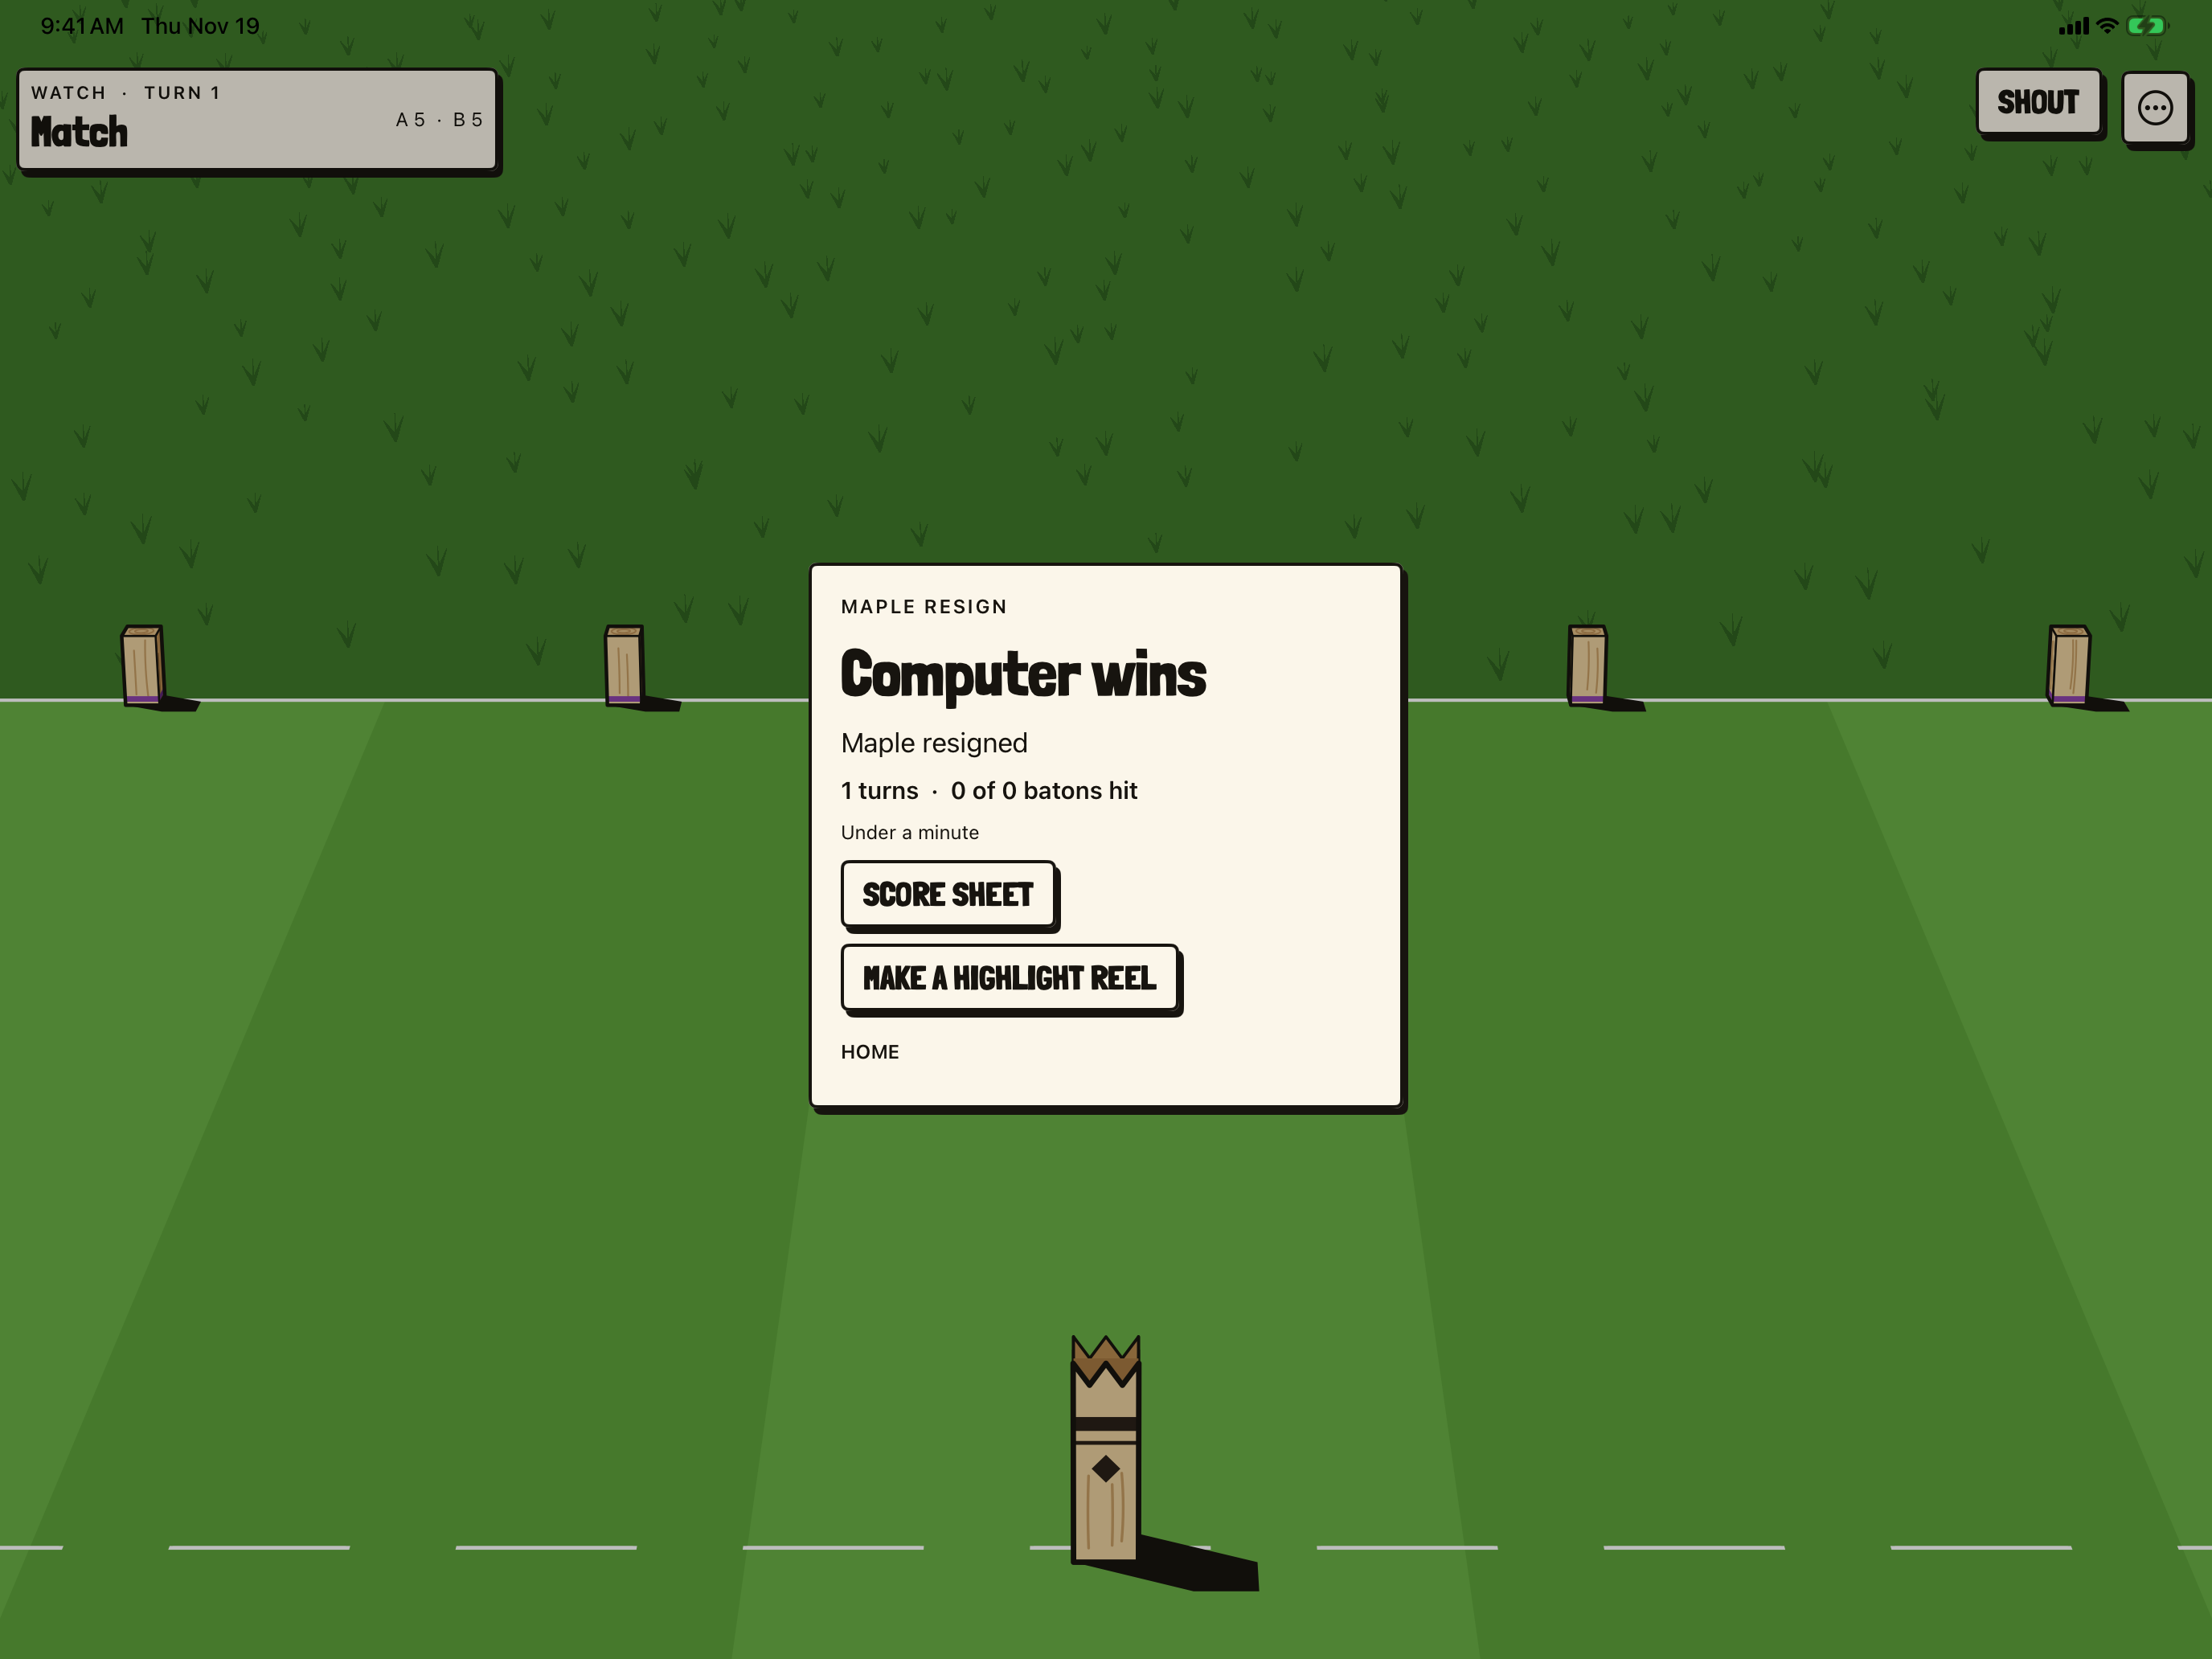 9:41 AM Thu Nov 19
WATCH · TURN 1
Match
A 5 · B 5
SHOUT
MAPLE RESIGN
Computer wins
Maple resigned
1 turns · 0 of 0 batons hit
Under a minute
SCORE SHEET
MAKE A HIGHLIGHT REEL
HOME